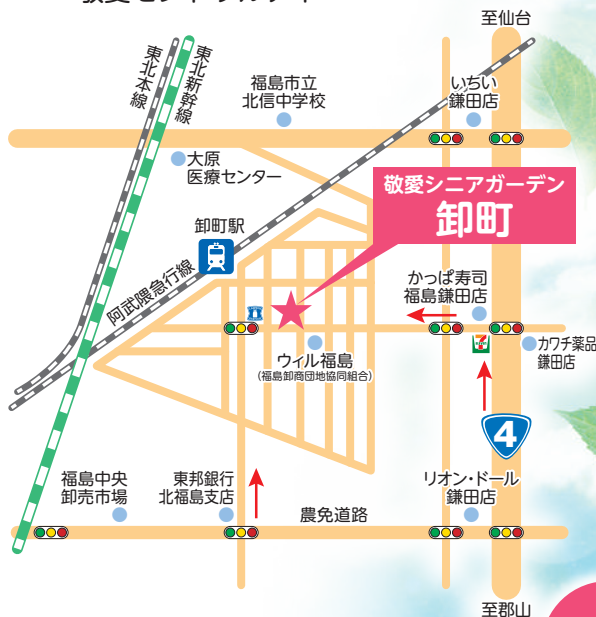 至仙台
東北本線
東北新幹線
福島市立
北信中学校
いちい
鎌田店
大原
医療センター
敬愛シニアガーデン
卸町
卸町駅
阿武隈急行線
かっぱ寿司
福島鎌田店
カワチ薬品
鎌田店
ウィル福島
(福島卸商団地協同組合)
4
福島中央
卸売市場
東邦銀行
北福島支店
リオン・ドール
鎌田店
農免道路
至郡山